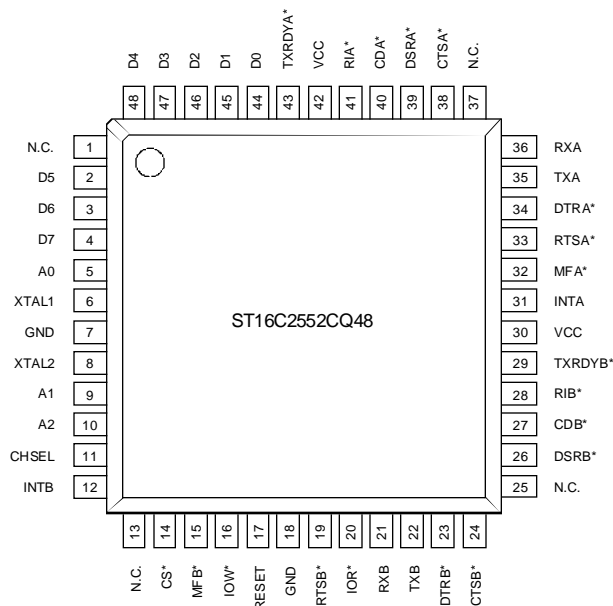 D4
D3
D2
D1
D0
TXRDYA*
VCC
RIA*
CDA*
DSRA*
CTSA*
N.C.
48
47
46
45
44
43
42
41
40
39
38
37
N.C. 1
D5 2
D6 3
D7 4
A0 5
XTAL1 6
GND 7
XTAL2 8
A1 9
A2 10
CHSEL 11
INTB 12
ST16C2552CQ48
36 RXA
35 TXA
34 DTRA*
33 RTSA*
32 MFA*
31 INTA
30 VCC
29 TXRDYB*
28 RIB*
27 CDB*
26 DSRB*
25 N.C.
13
14
15
16
17
18
19
20
21
22
23
24
N.C.
CS*
MFB*
IOW*
RESET
GND
RTSB*
IOR*
RXB
TXB
DTRB*
CTSB*